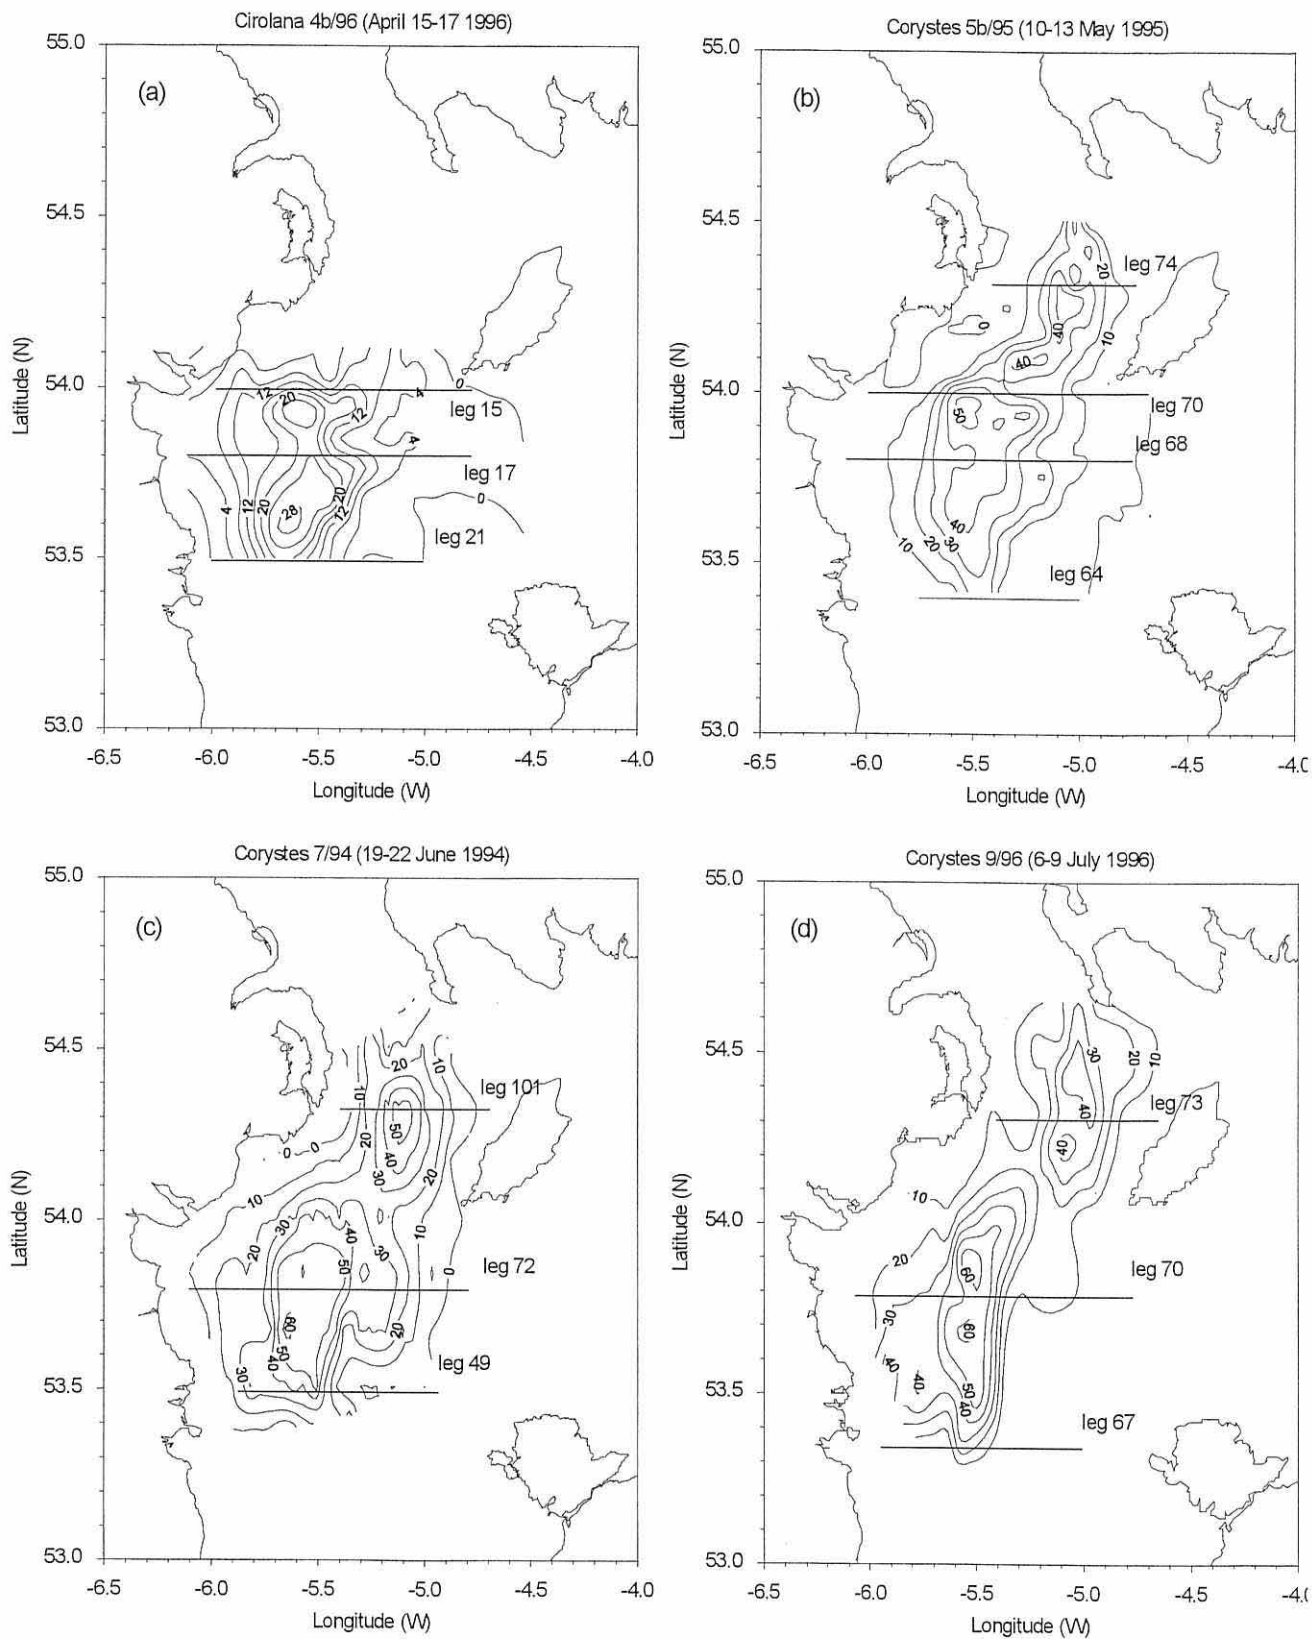 Cirolana 4b/96 (April 15-17 1996)
(a)
55.0
54.5
54.0
53.5
53.0
Latitude (N)
-6.5 -6.0 -5.5 -5.0 -4.5 -4.0
Longitude (W)
12 20 12 4 0
leg 15
4
leg 17
4 12 20 28 20 12 0
leg 21
Corystes 5b/95 (10-13 May 1995)
(b)
55.0
54.5
54.0
53.5
53.0
Latitude (N)
-6.5 -6.0 -5.5 -5.0 -4.5 -4.0
Longitude (W)
20
leg 74
0 40 10
40
leg 70
50
leg 68
40
10 20 30
leg 64
Corystes 7/94 (19-22 June 1994)
(c)
55.0
54.5
54.0
53.5
53.0
Latitude (N)
-6.5 -6.0 -5.5 -5.0 -4.5 -4.0
Longitude (W)
20 10
10
leg 101
50
20 40
0 0 30 20
10
30 40 10
20 30
50 0
leg 72
60 20
50
30 40
leg 49
Corystes 9/96 (6-9 July 1996)
(d)
55.0
54.5
54.0
53.5
53.0
Latitude (N)
-6.5 -6.0 -5.5 -5.0 -4.5 -4.0
Longitude (W)
30 20 10
40
leg 73
40
10
20
60
leg 70
30
60
40
40 50
40
leg 67